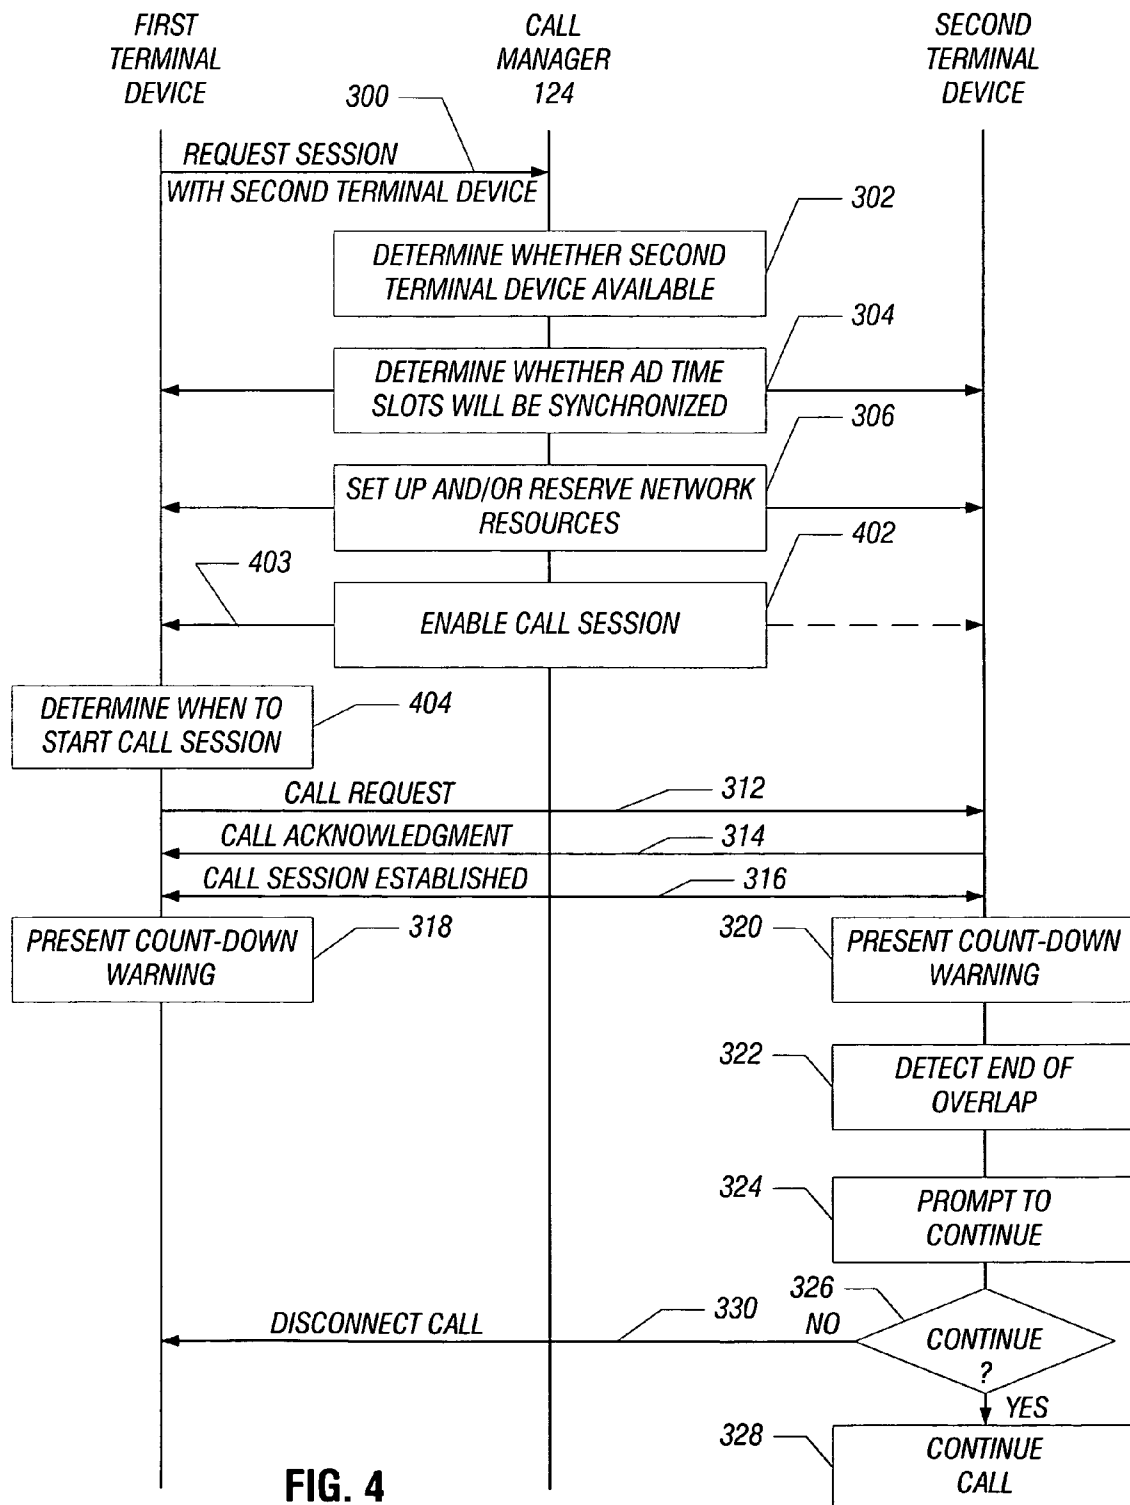 FIRST
TERMINAL
DEVICE
CALL
MANAGER
124
SECOND
TERMINAL
DEVICE
300
REQUEST SESSION
WITH SECOND TERMINAL DEVICE
302
DETERMINE WHETHER SECOND
TERMINAL DEVICE AVAILABLE
304
DETERMINE WHETHER AD TIME
SLOTS WILL BE SYNCHRONIZED
306
SET UP AND/OR RESERVE NETWORK
RESOURCES
402
403
ENABLE CALL SESSION
DETERMINE WHEN TO
START CALL SESSION
404
CALL REQUEST
312
CALL ACKNOWLEDGMENT
314
CALL SESSION ESTABLISHED
316
PRESENT COUNT-DOWN
WARNING
318
320
PRESENT COUNT-DOWN
WARNING
322
DETECT END OF
OVERLAP
324
PROMPT TO
CONTINUE
326
DISCONNECT CALL
330
NO
CONTINUE
?
YES
328
CONTINUE
CALL
FIG. 4